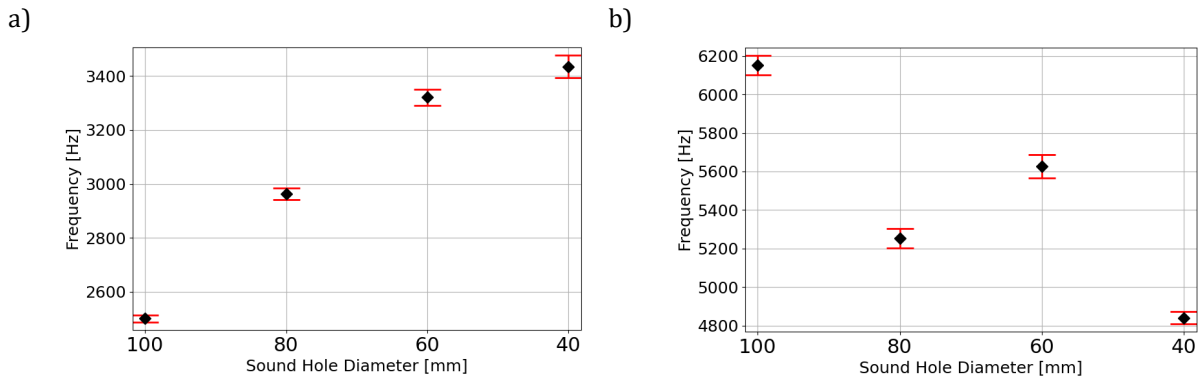 a)
Frequency [Hz]
3400
3200
3000
2800
2600
100 80 60 40
Sound Hole Diameter [mm]
b)
Frequency [Hz]
6200
6000
5800
5600
5400
5200
5000
4800
100 80 60 40
Sound Hole Diameter [mm]